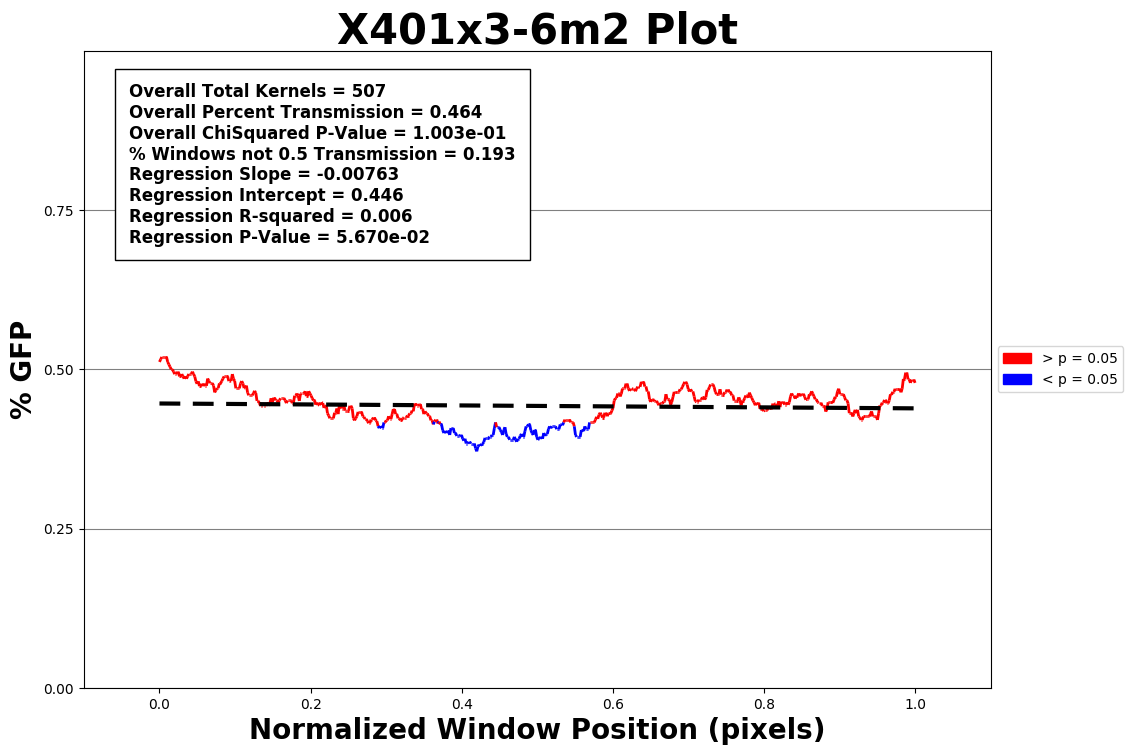 X401x3-6m2 Plot
Overall Total Kernels = 507
Overall Percent Transmission = 0.464
Overall ChiSquared P-Value = 1.003e-01
% Windows not 0.5 Transmission = 0.193
Regression Slope = -0.00763
Regression Intercept = 0.446
Regression R-squared = 0.006
Regression P-Value = 5.670e-02
0.75
0.50
0.25
0.00
% GFP
> p = 0.05
< p = 0.05
0.0 0.2 0.4 0.6 0.8 1.0
Normalized Window Position (pixels)